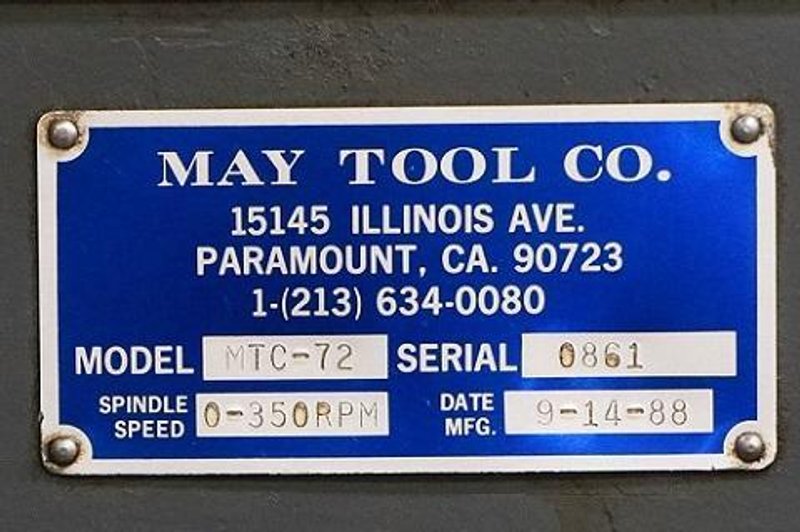 MAY TOOL CO.
15145 ILLINOIS AVE.
PARAMOUNT, CA. 90723
1-(213) 634-0080
MODEL MTC-72 SERIAL 0861
SPINDLE SPEED 0-350RPM DATE MFG. 9-14-88